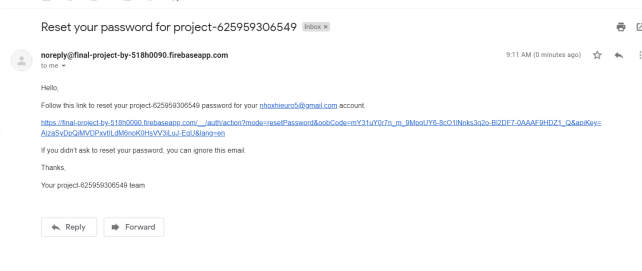 Reset your password for project-625959306549 Inbox ×
noreply@final-project-by-518h0090.firebaseapp.com 9:11 AM (0 minutes ago)
to me
Hello,
Follow this link to reset your project-625959306549 password for your nhoxhieuro5@gmail.com account.
https://final-project-by-518h0090.firebaseapp.com/__/auth/action?mode=resetPassword&oobCode=mY31uY0r7n_m_9MoqUY6-8cO1lNnks3q2o-Bl2DF7-0AAAF9HDZ1_Q&apiKey=
AIzaSyDpQiMVDPxvtlLdM6noK0HsVV3iLuJ-EqU&lang=en
If you didn't ask to reset your password, you can ignore this email.
Thanks,
Your project-625959306549 team
Reply Forward